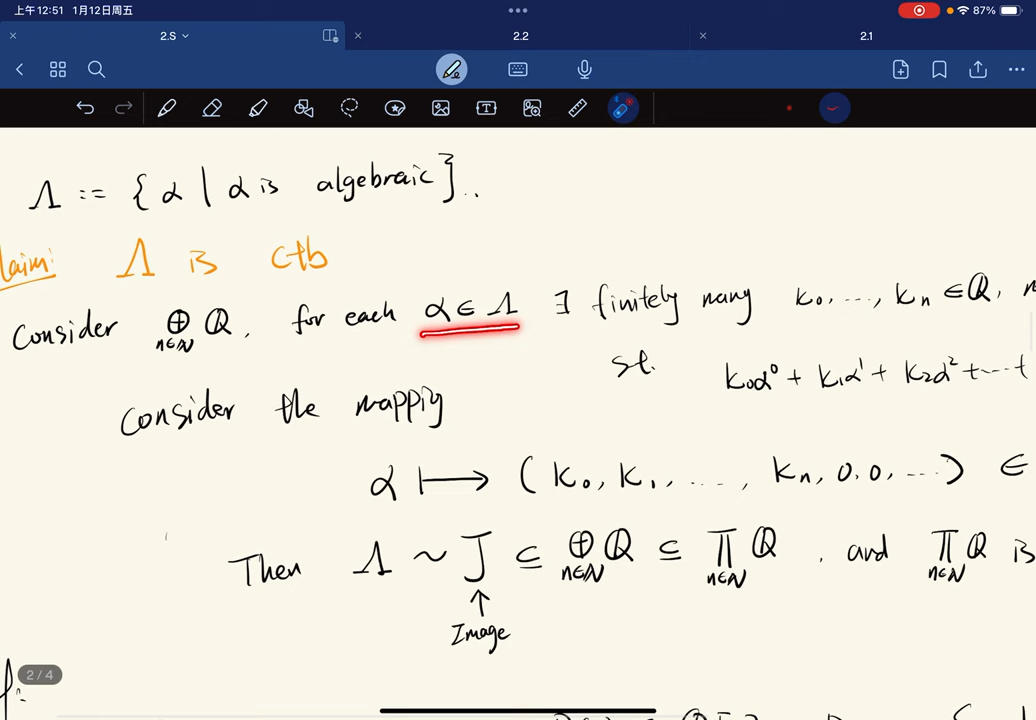 上午12:51 1月12日周五 87%
2.S 2.2 2.1
Λ := { α | α is algebraic }..
laim: Λ is ctb
Consider ⊕_{n∈ℕ} ℚ, for each α ∈ Λ ∃ finitely many k₀, ..., kₙ ∈ ℚ, n
st. k₀α⁰ + k₁α¹ + k₂α² + ... +
Consider the mappig
α ⟼ (k₀, k₁, ...., kₙ, 0, 0, ...) ∈
Then Λ ~ J ⊆ ⊕_{n∈ℕ} ℚ ⊆ ∏_{n∈ℕ} ℚ , and ∏_{n∈ℕ} ℚ is
↑
Image
2 / 4